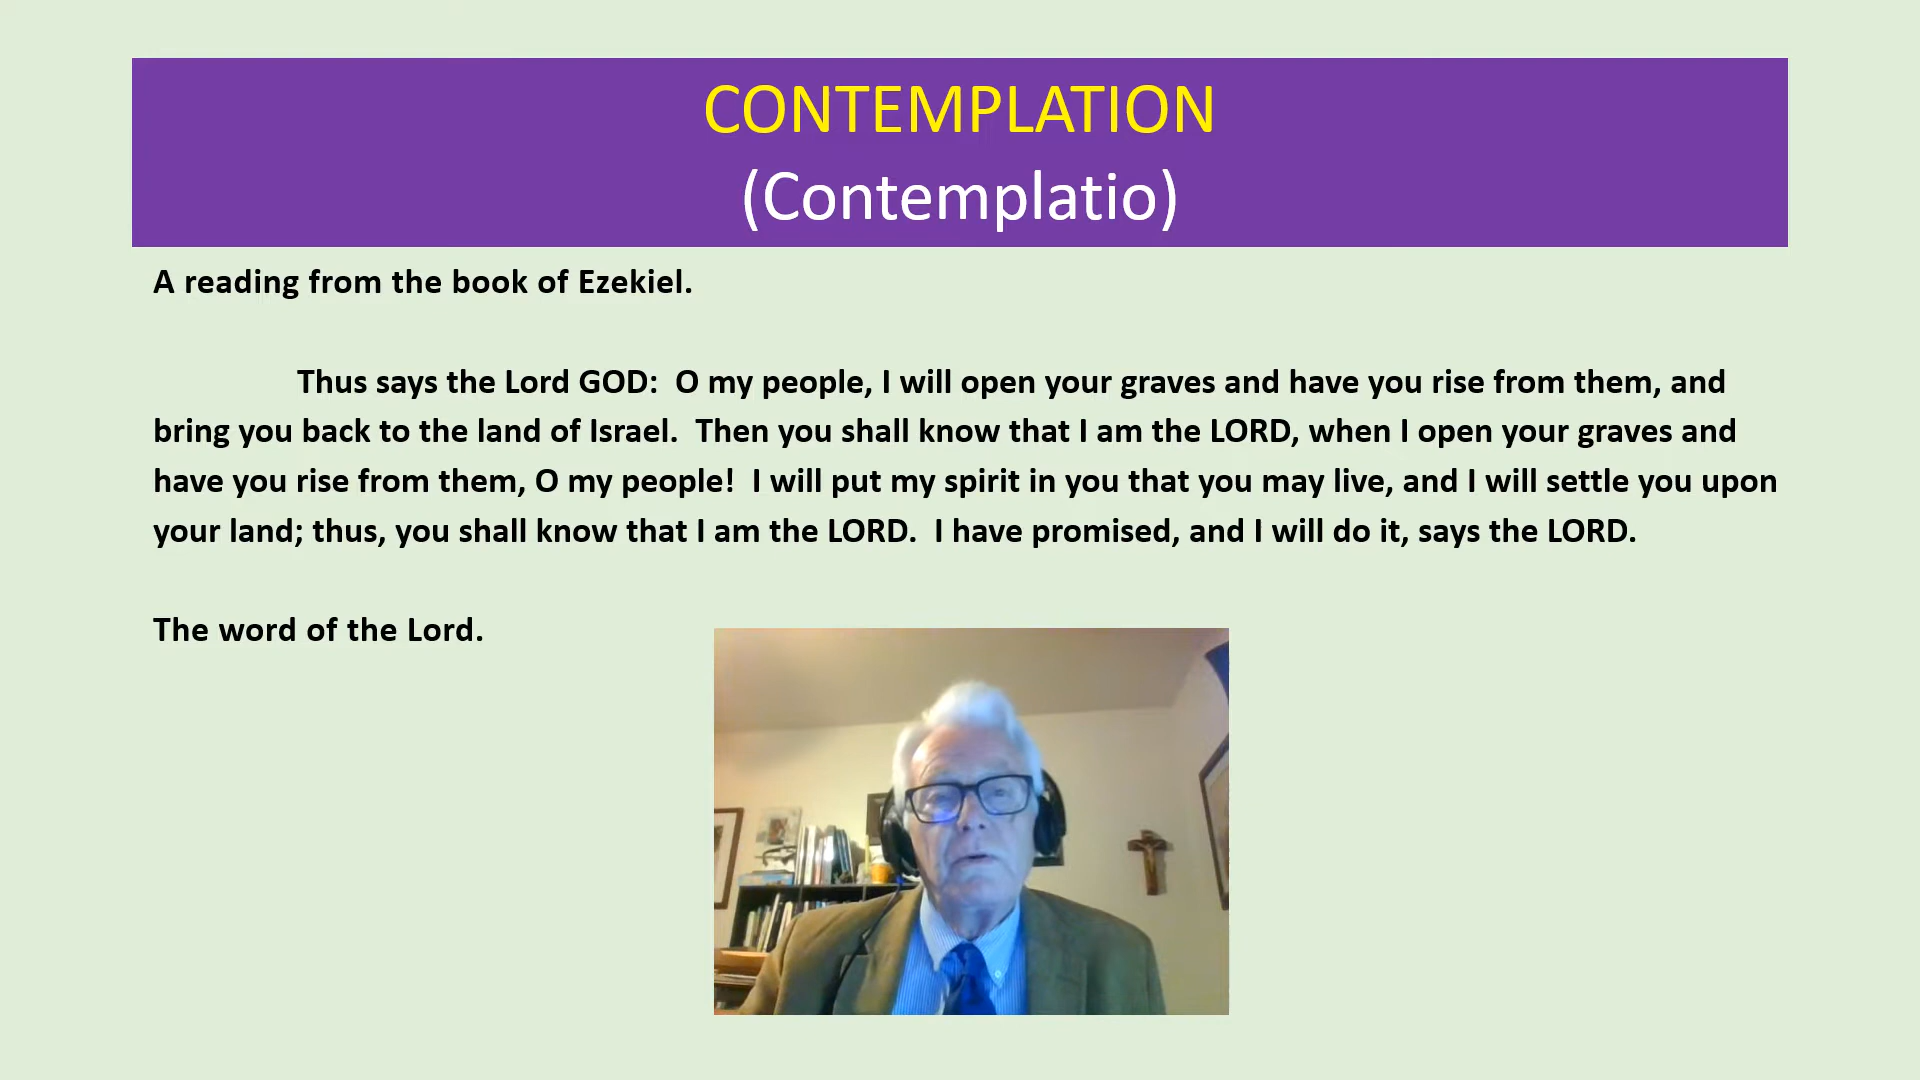 CONTEMPLATION
(Contemplatio)
A reading from the book of Ezekiel.
Thus says the Lord GOD:  O my people, I will open your graves and have you rise from them, and
bring you back to the land of Israel.  Then you shall know that I am the LORD, when I open your graves and
have you rise from them, O my people!  I will put my spirit in you that you may live, and I will settle you upon
your land; thus, you shall know that I am the LORD.  I have promised, and I will do it, says the LORD.
The word of the Lord.